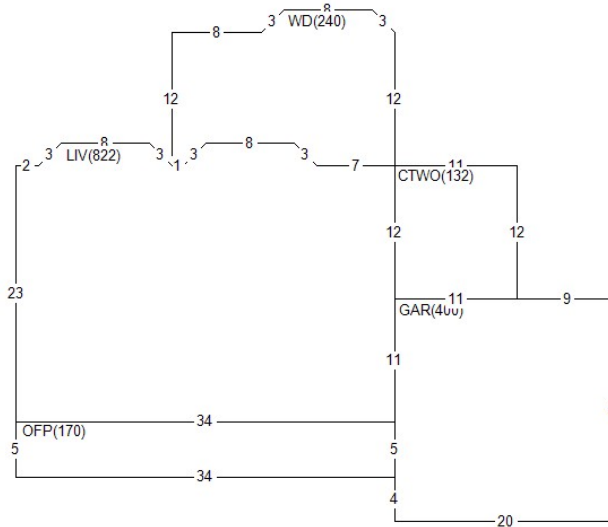 8
3 WD(240) 3
8
12 12
8 8
3 LIV(822) 3 3 3
2 1 7 11
CTWO(132)
12 12
23 11 9
GAR(400)
11
34
OFP(170)
5 5
34
4
20